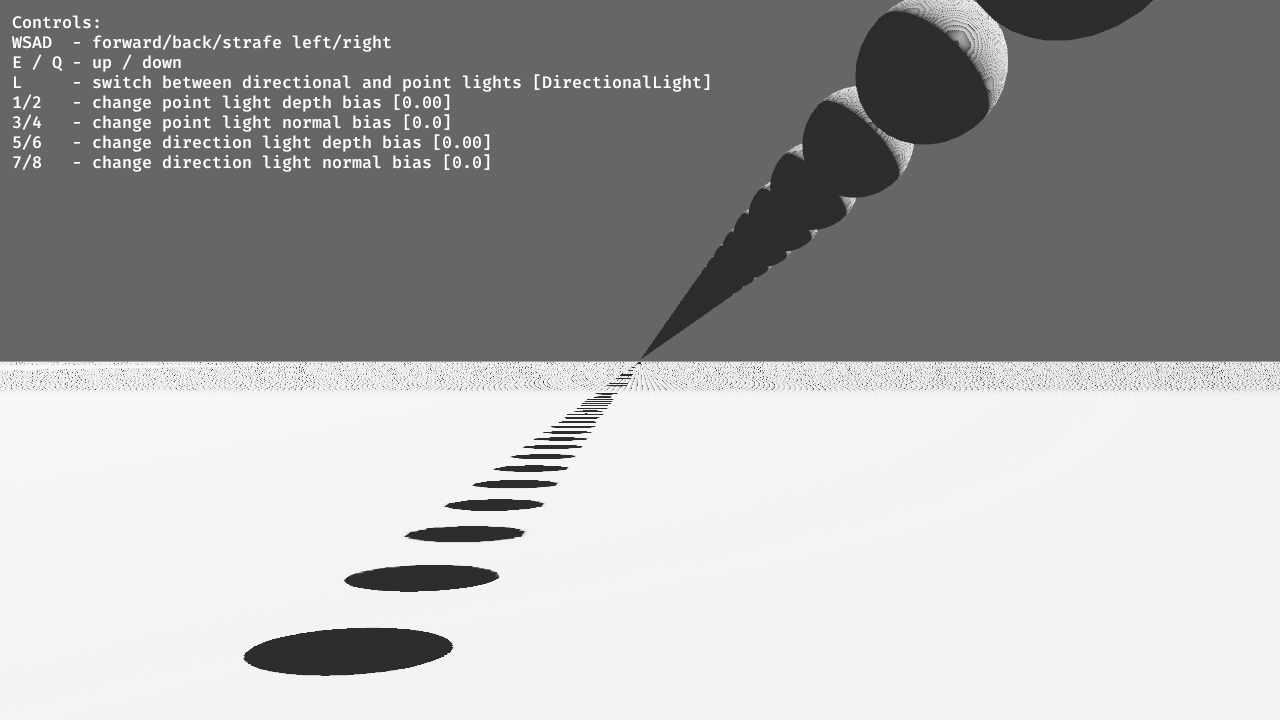 Controls:
WSAD  - forward/back/strafe left/right
E / Q - up / down
L     - switch between directional and point lights [DirectionalLight]
1/2   - change point light depth bias [0.00]
3/4   - change point light normal bias [0.0]
5/6   - change direction light depth bias [0.00]
7/8   - change direction light normal bias [0.0]